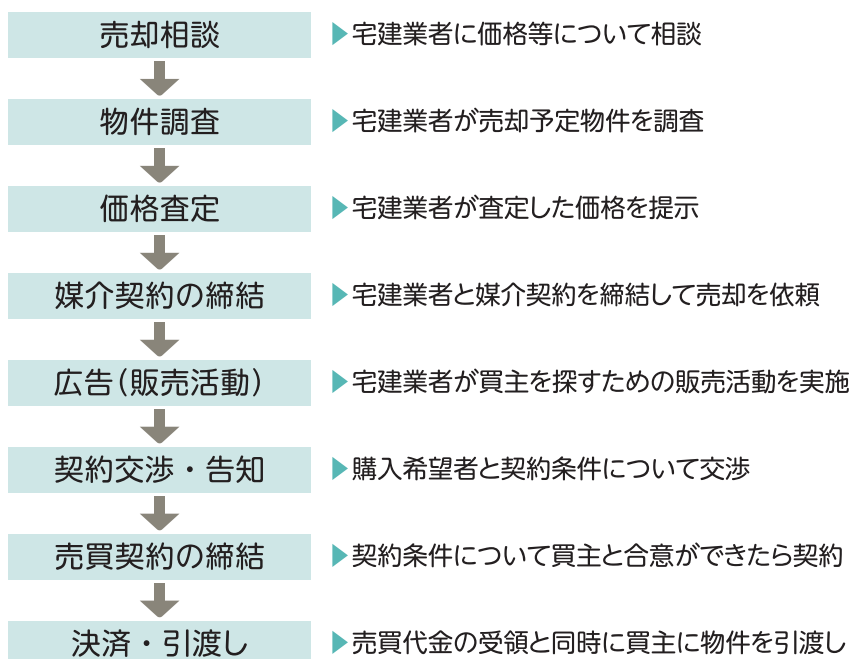 売却相談
▶宅建業者に価格等について相談
物件調査
▶宅建業者が売却予定物件を調査
価格査定
▶宅建業者が査定した価格を提示
媒介契約の締結
▶宅建業者と媒介契約を締結して売却を依頼
広告(販売活動)
▶宅建業者が買主を探すための販売活動を実施
契約交渉・告知
▶購入希望者と契約条件について交渉
売買契約の締結
▶契約条件について買主と合意ができたら契約
決済・引渡し
▶売買代金の受領と同時に買主に物件を引渡し